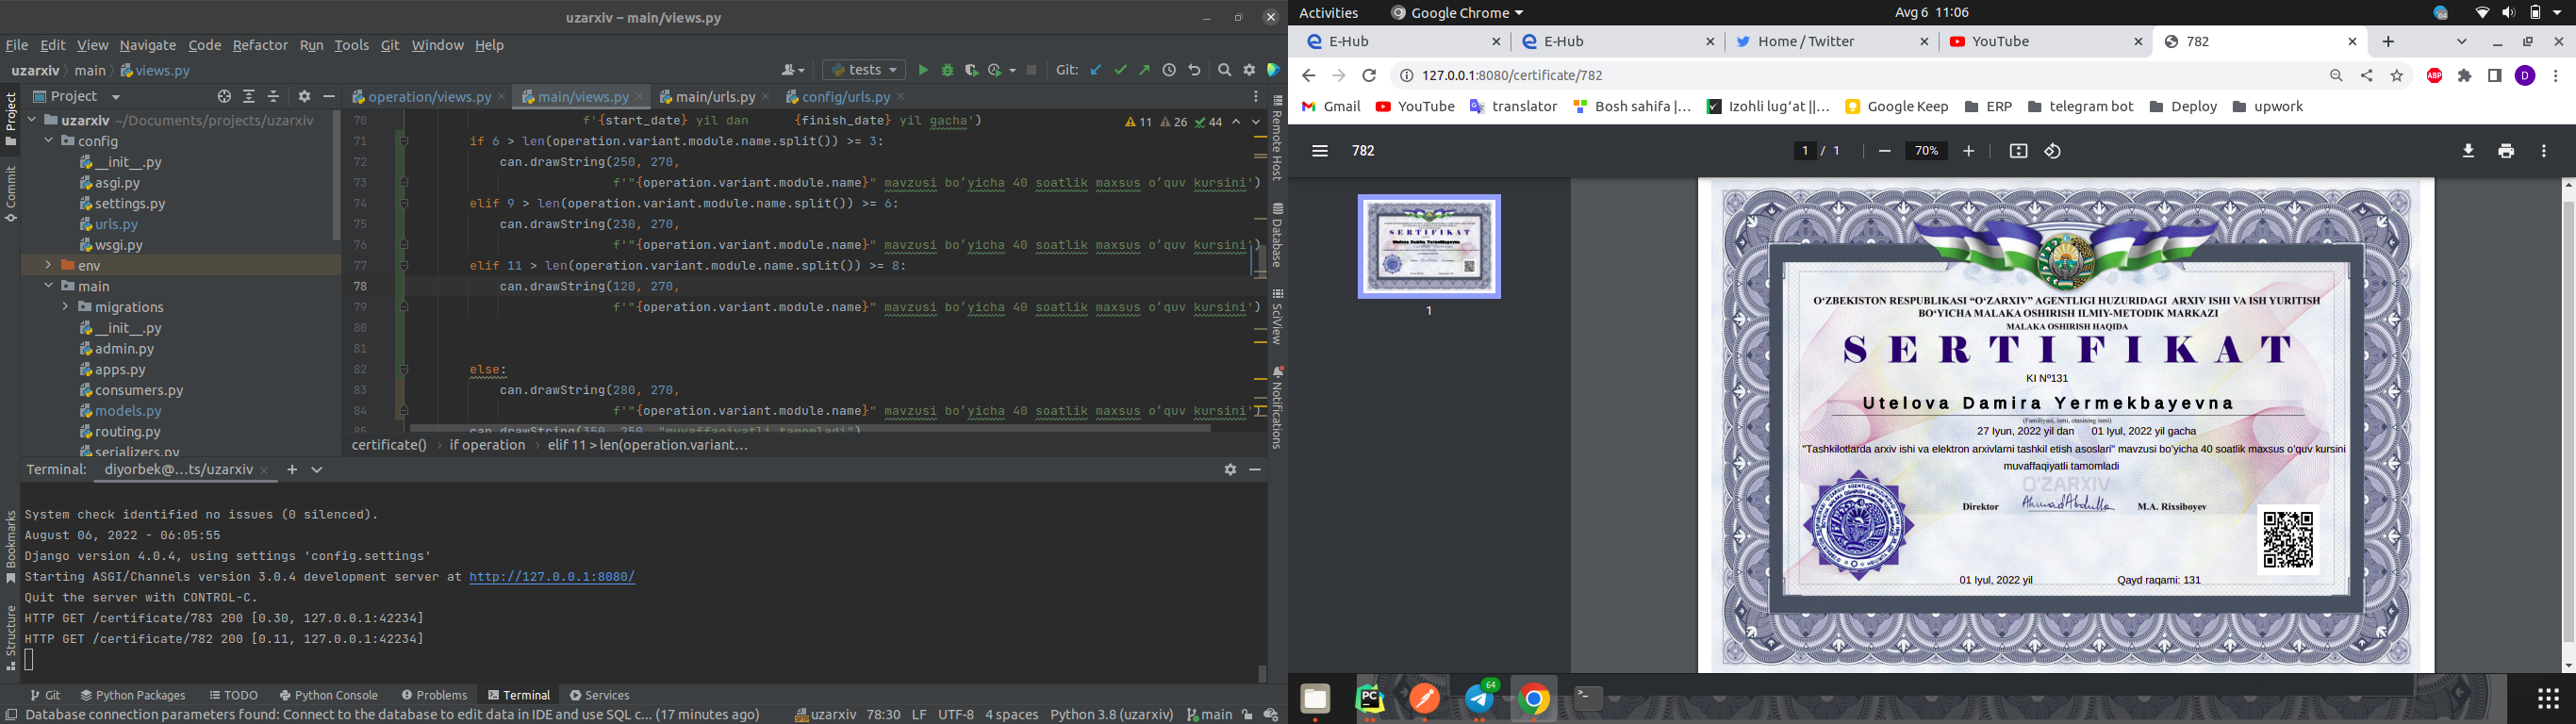 uzarxiv – main/views.py
File Edit View Navigate Code Refactor Run Tools Git Window Help
uzarxiv main views.py
tests
Git:
Project
operation/views.py
main/views.py
main/urls.py
config/urls.py
Project
Commit
Bookmarks
Structure
uzarxiv ~/Documents/projects/uzarxiv
config
__init__.py
asgi.py
settings.py
urls.py
wsgi.py
env
main
migrations
__init__.py
admin.py
apps.py
consumers.py
models.py
routing.py
serializers.py
11 26 44
70 f'{start_date} yil dan {finish_date} yil gacha')
71 if 6 > len(operation.variant.module.name.split()) >= 3:
72 can.drawString(250, 270,
73 f'"{operation.variant.module.name}" mavzusi bo’yicha 40 soatlik maxsus o’quv kursini')
74 elif 9 > len(operation.variant.module.name.split()) >= 6:
75 can.drawString(230, 270,
76 f'"{operation.variant.module.name}" mavzusi bo’yicha 40 soatlik maxsus o’quv kursini')
77 elif 11 > len(operation.variant.module.name.split()) >= 8:
78 can.drawString(120, 270,
79 f'"{operation.variant.module.name}" mavzusi bo’yicha 40 soatlik maxsus o’quv kursini')
80
81
82 else:
83 can.drawString(280, 270,
84 f'"{operation.variant.module.name}" mavzusi bo’yicha 40 soatlik maxsus o’quv kursini')
85 can.drawString(350, 250, "muvaffaqiyatli tamomladi")
certificate() if operation elif 11 > len(operation.variant...
Remote Host
Database
SciView
Notifications
Terminal: diyorbek@...ts/uzarxiv
System check identified no issues (0 silenced).
August 06, 2022 - 06:05:55
Django version 4.0.4, using settings 'config.settings'
Starting ASGI/Channels version 3.0.4 development server at http://127.0.0.1:8080/
Quit the server with CONTROL-C.
HTTP GET /certificate/783 200 [0.30, 127.0.0.1:42234]
HTTP GET /certificate/782 200 [0.11, 127.0.0.1:42234]
Git Python Packages TODO Python Console Problems Terminal Services
Database connection parameters found: Connect to the database to edit data in IDE and use SQL c... (17 minutes ago)
uzarxiv 78:30 LF UTF-8 4 spaces Python 3.8 (uzarxiv) main
Activities Google Chrome
Avg 6 11:06
64
E-Hub
E-Hub
Home / Twitter
YouTube
782
127.0.0.1:8080/certificate/782
ABP
D
Gmail YouTube translator Bosh sahifa |... Izohli lugʻat ||... Google Keep ERP telegram bot Deploy upwork
782
1 / 1
70%
1
O‘ZBEKISTON RESPUBLIKASI “O‘ZARXIV” AGENTLIGI HUZURIDAGI ARXIV ISHI VA ISH YURITISH
BO‘YICHA MALAKA OSHIRISH ILMIY-METODIK MARKAZI
MALAKA OSHIRISH HAQIDA
SERTIFIKAT
KI Nº131
Utelova Damira Yermekbayevna
(Familiyasi, ismi, otasining ismi)
27 Iyun, 2022 yil dan 01 Iyul, 2022 yil gacha
"Tashkilotlarda arxiv ishi va elektron arxivlarni tashkil etish asoslari" mavzusi bo’yicha 40 soatlik maxsus o’quv kursini
muvaffaqiyatli tamomladi
O‘ZARXIV
Direktor M.A. Rixsiboyev
01 Iyul, 2022 yil Qayd raqami: 131
PC
64